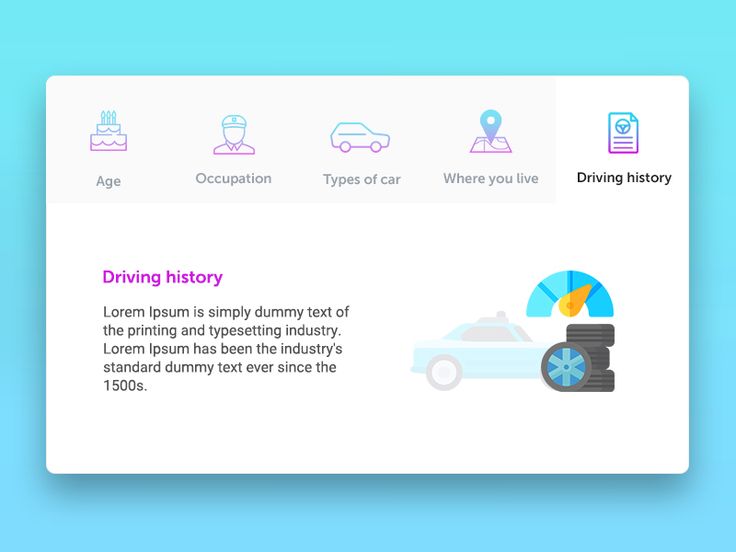 Age
Occupation
Types of car
Where you live
Driving history
Driving history
Lorem Ipsum is simply dummy text of
the printing and typesetting industry.
Lorem Ipsum has been the industry's
standard dummy text ever since the
1500s.